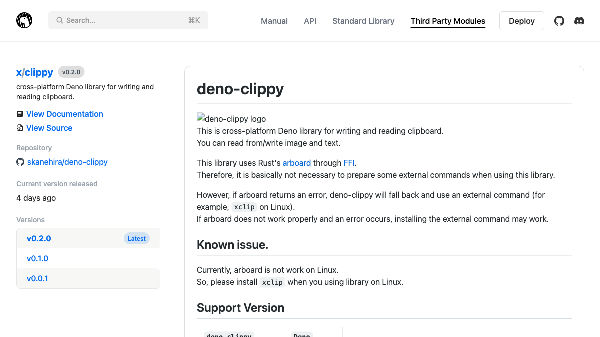 Search...
⌘K
Manual
API
Standard Library
Third Party Modules
Deploy
x/clippy v0.2.0
cross-platform Deno library for writing and
reading clipboard.
View Documentation
View Source
Repository
skanehira/deno-clippy
Current version released
4 days ago
Versions
v0.2.0 Latest
v0.1.0
v0.0.1
deno-clippy
deno-clippy logo
This is cross-platform Deno library for writing and reading clipboard.
You can read from/write image and text.
This library uses Rust's arboard through FFI.
Therefore, it is basically not necessary to prepare some external commands when using this library.
However, if arboard returns an error, deno-clippy will fall back and use an external command (for
example, xclip on Linux).
If arboard does not work properly and an error occurs, installing the external command may work.
Known issue.
Currently, arboard is not work on Linux.
So, please install xclip when you using library on Linux.
Support Version
deno-clippy Deno